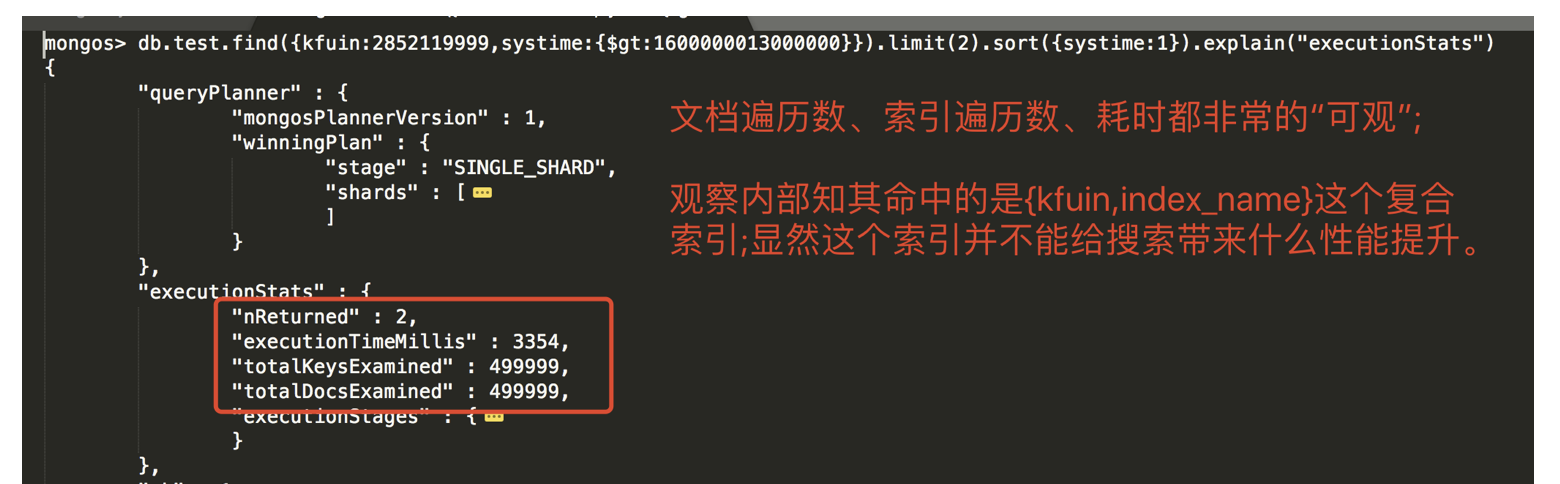 mongos> db.test.find({kfuin:2852119999,systime:{$gt:1600000013000000}}).limit(2).sort({systime:1}).explain("executionStats")
{
"queryPlanner" : {
"mongosPlannerVersion" : 1,
"winningPlan" : {
"stage" : "SINGLE_SHARD",
"shards" : [
]
}
},
"executionStats" : {
"nReturned" : 2,
"executionTimeMillis" : 3354,
"totalKeysExamined" : 499999,
"totalDocsExamined" : 499999,
"executionStages" : {
}
},
文档遍历数、索引遍历数、耗时都非常的“可观”;
观察内部知其命中的是{kfuin,index_name}这个复合
索引;显然这个索引并不能给搜索带来什么性能提升。